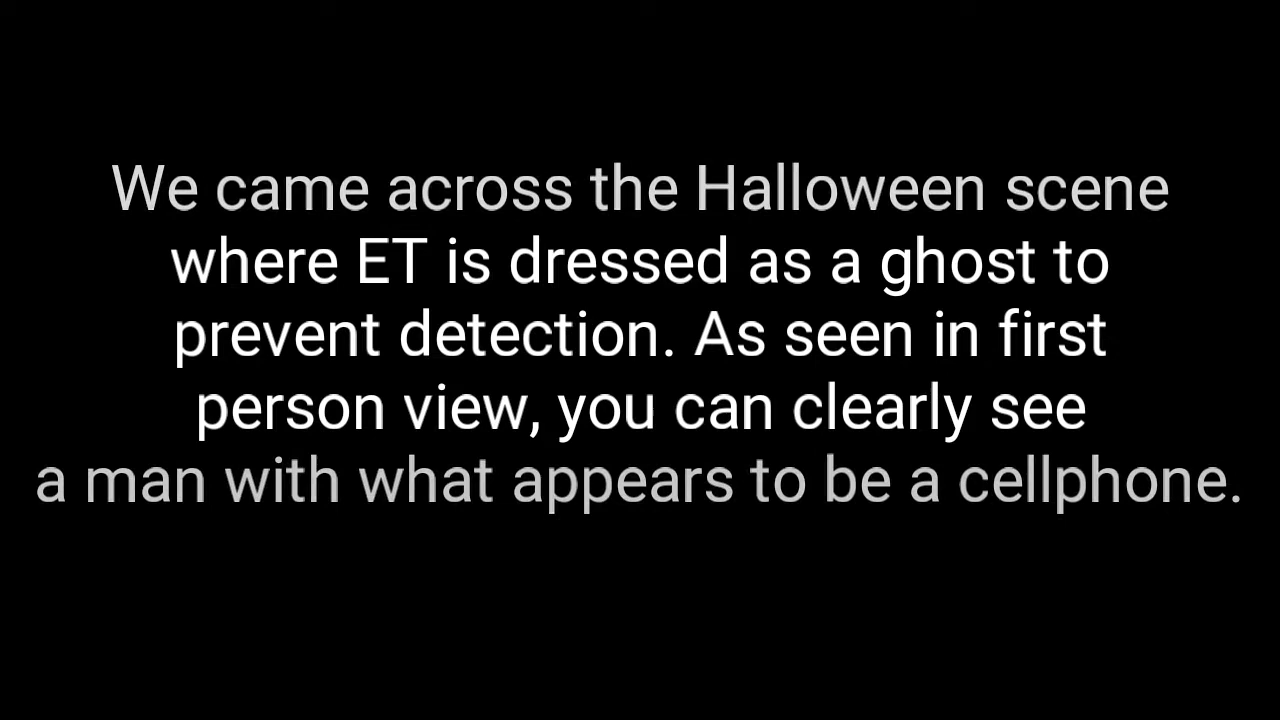 We came across the Halloween scene
where ET is dressed as a ghost to
prevent detection. As seen in first
person view, you can clearly see
a man with what appears to be a cellphone.